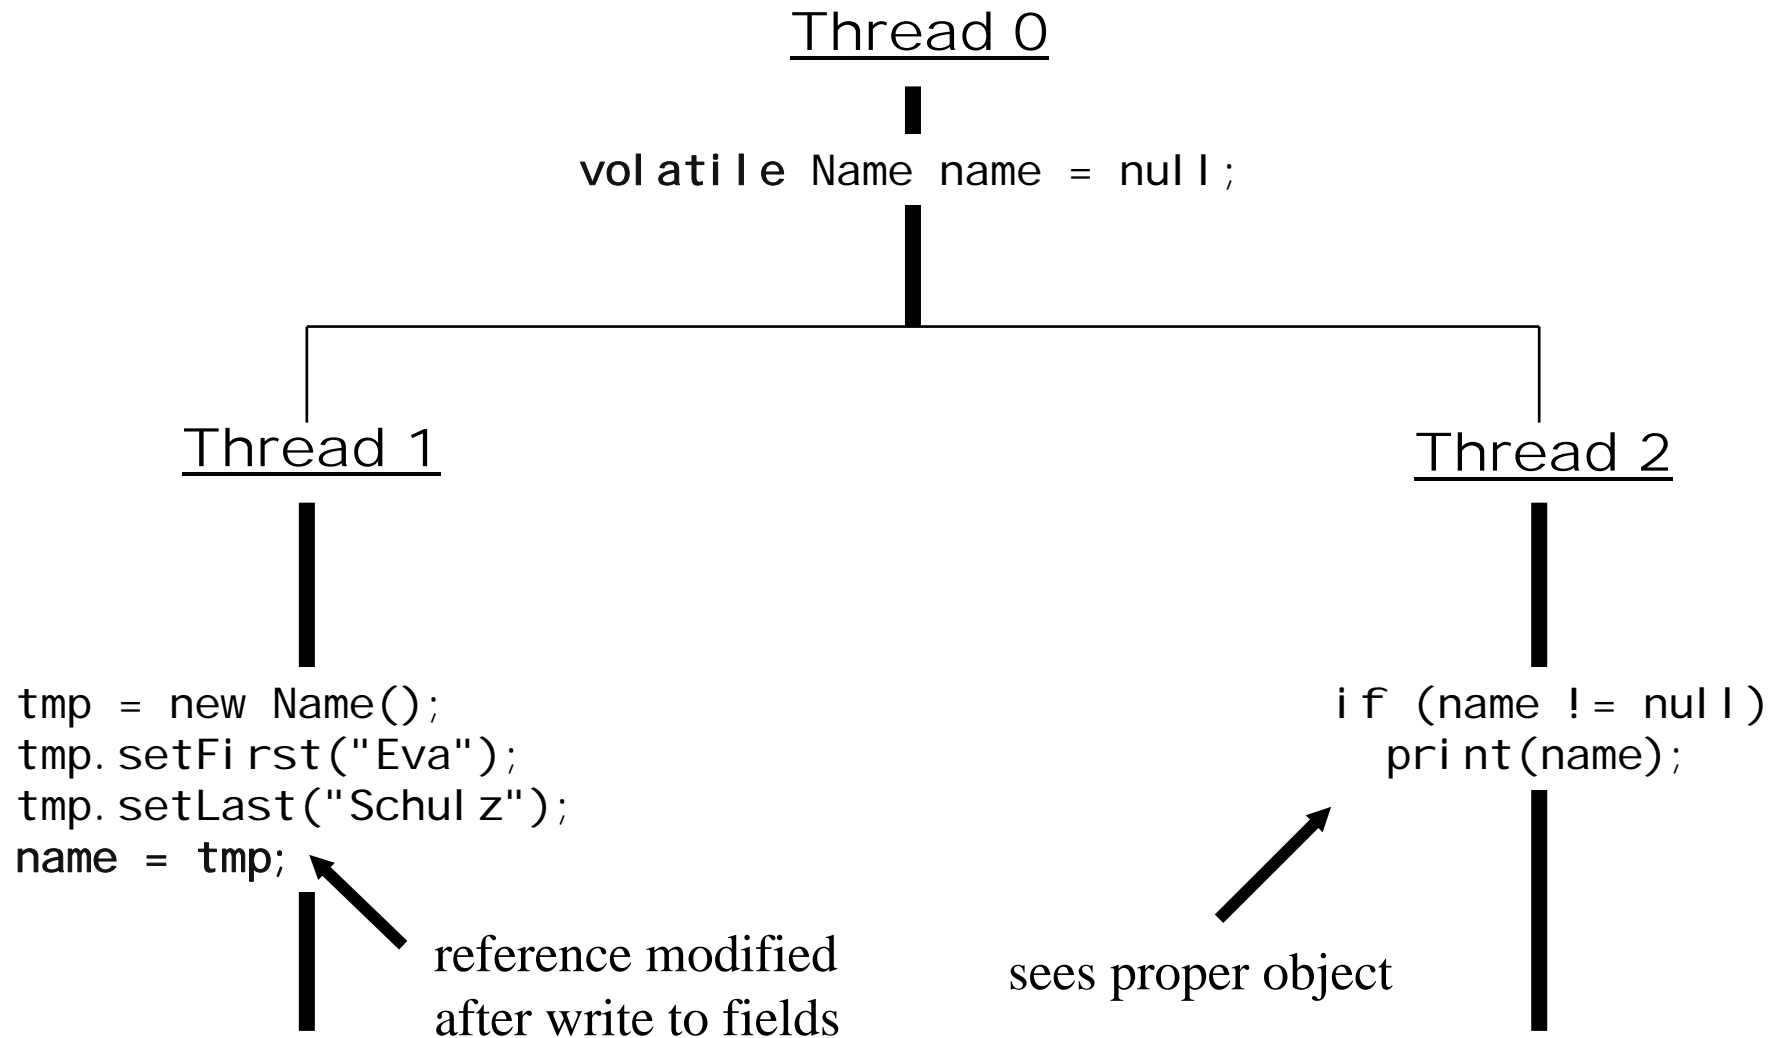 Thread 0
volatile Name name = null;
Thread 1
Thread 2
tmp = new Name();
tmp.setFirst("Eva");
tmp.setLast("Schulz");
name = tmp;
if (name != null)
print(name);
reference modified
after write to fields
sees proper object